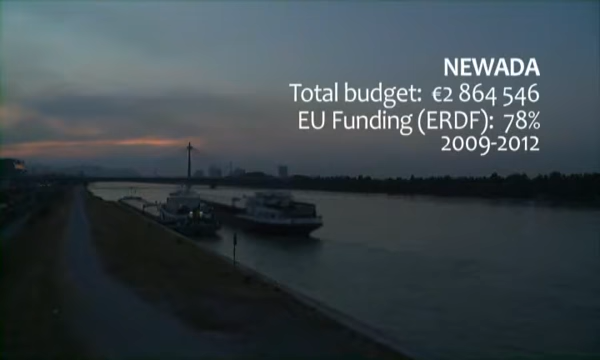 NEWADA
Total budget: €2 864 546
EU Funding (ERDF): 78%
2009-2012